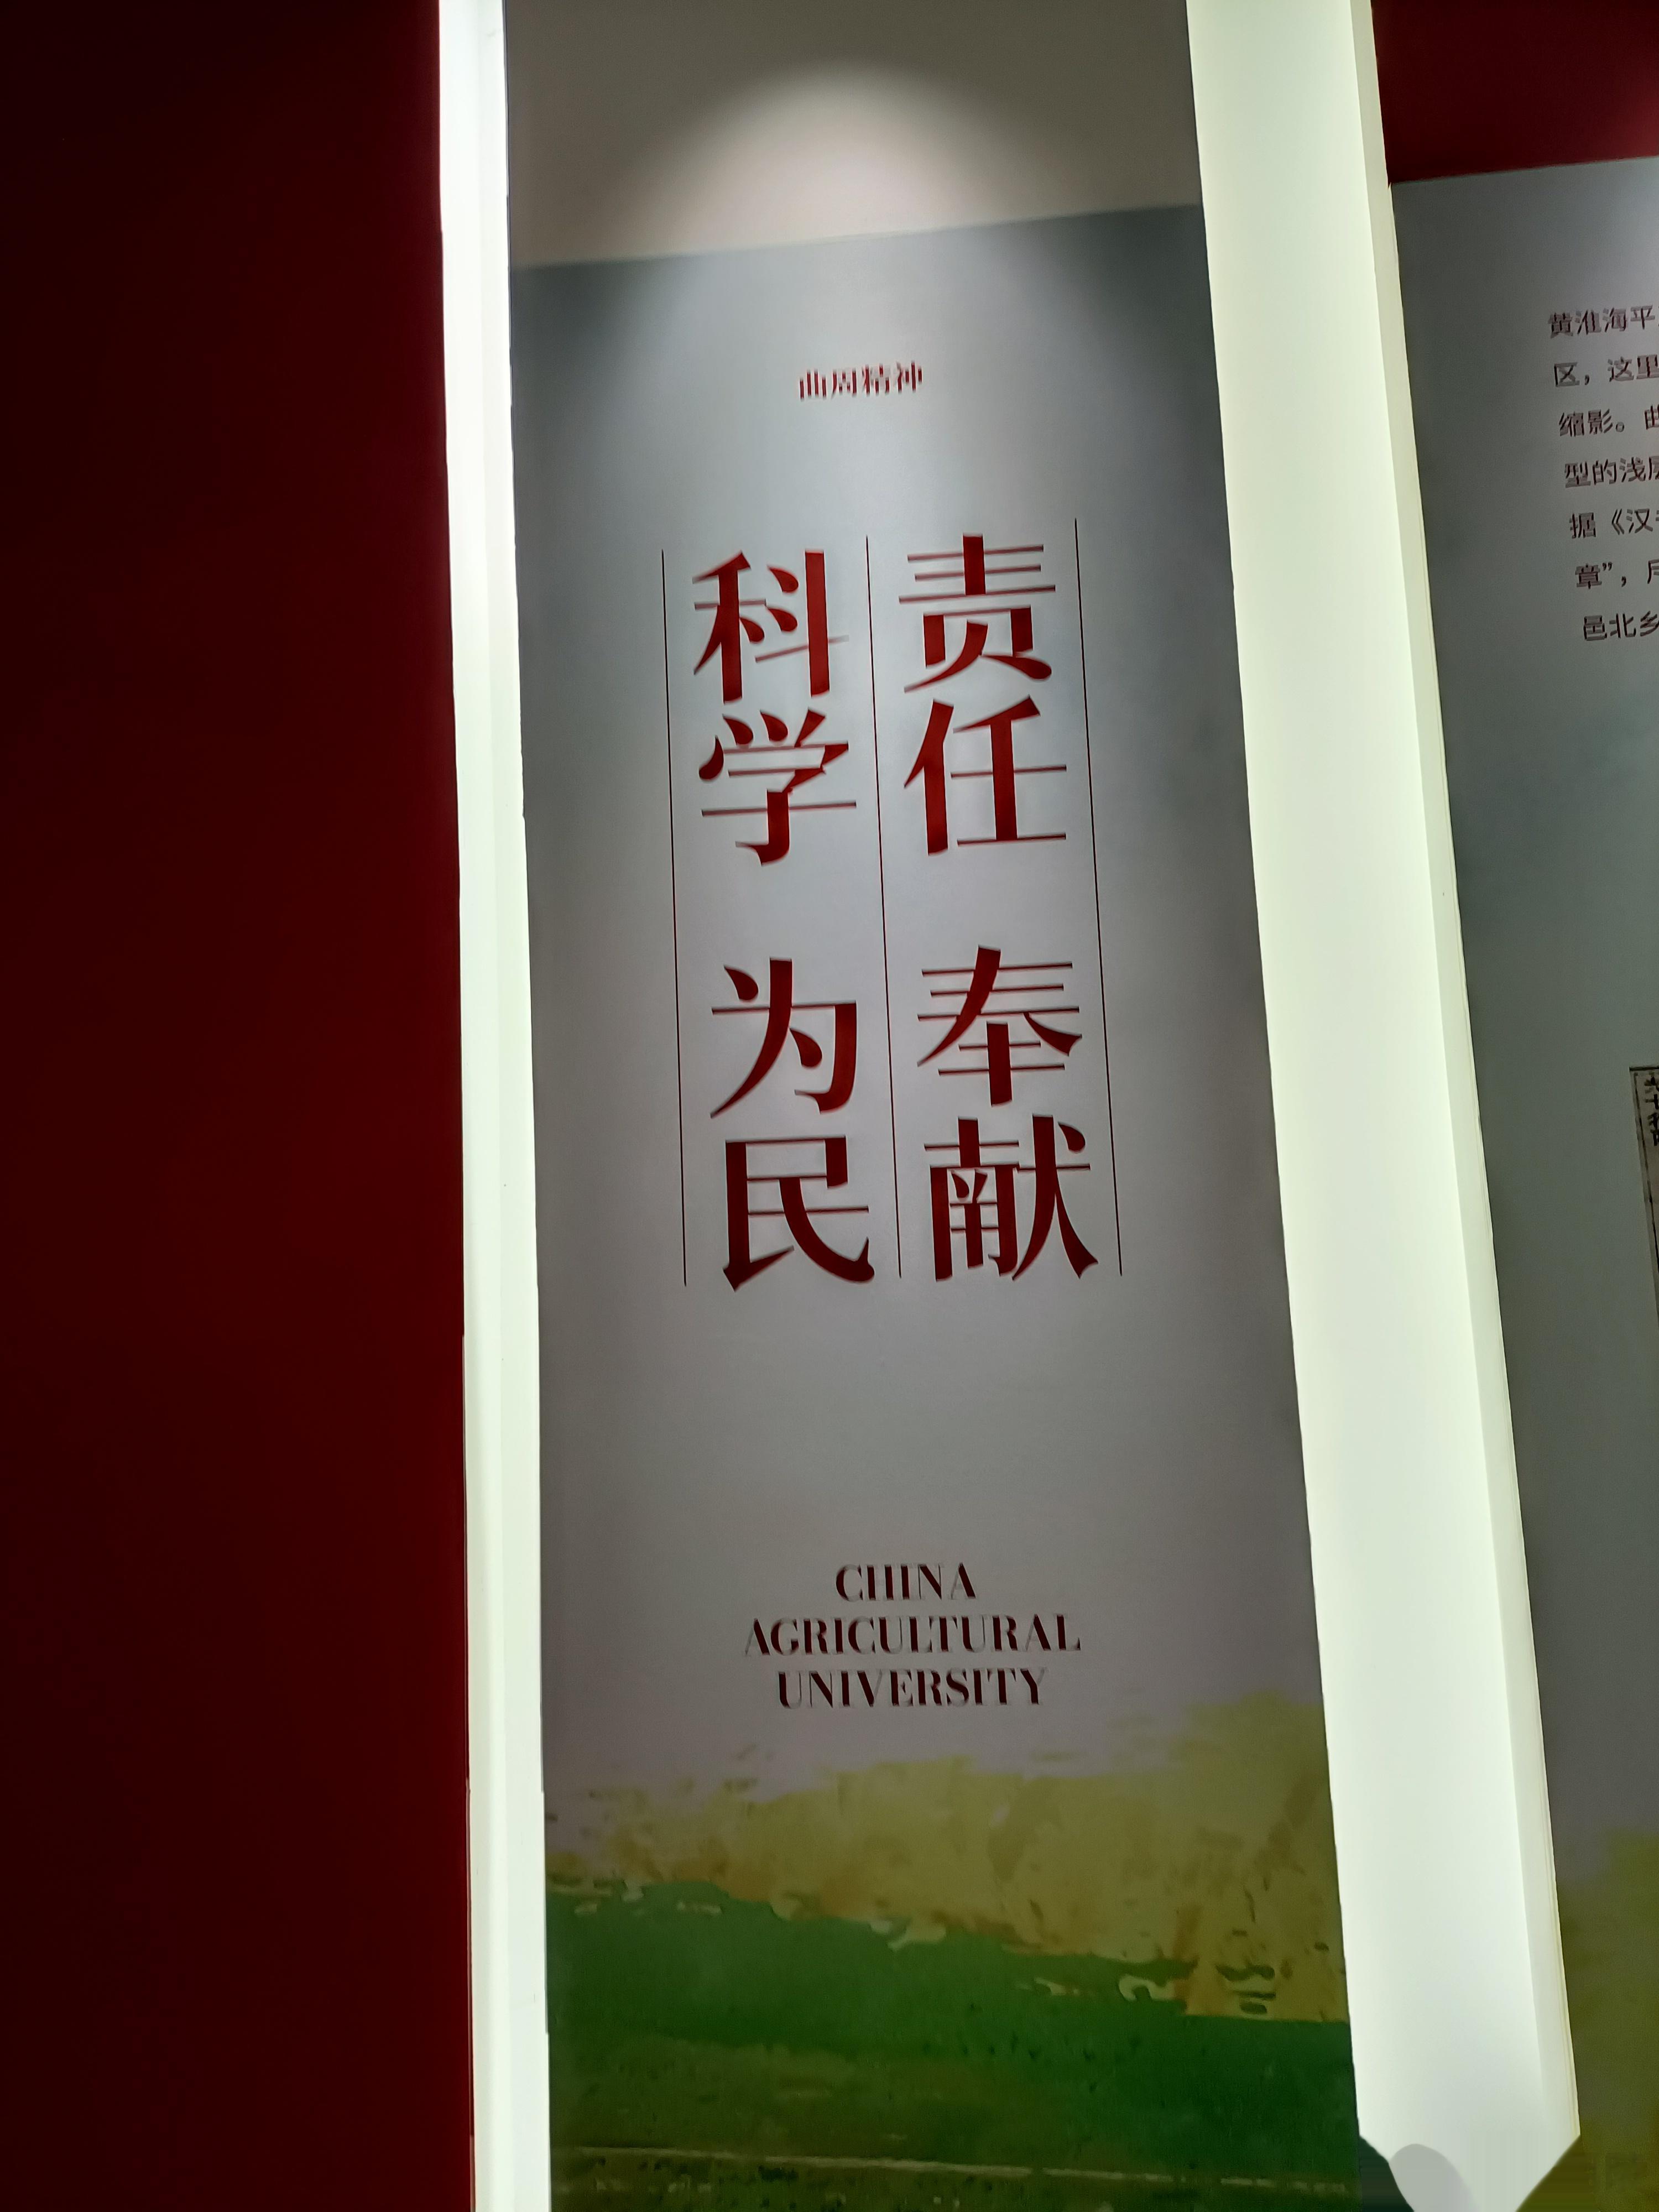 曲周精神
责任 奉献
科学 为民
CHINA
AGRICULTURAL
UNIVERSITY
黄淮海平
区，这里
缩影。
型的浅层
据《汉
章”，
邑北乡